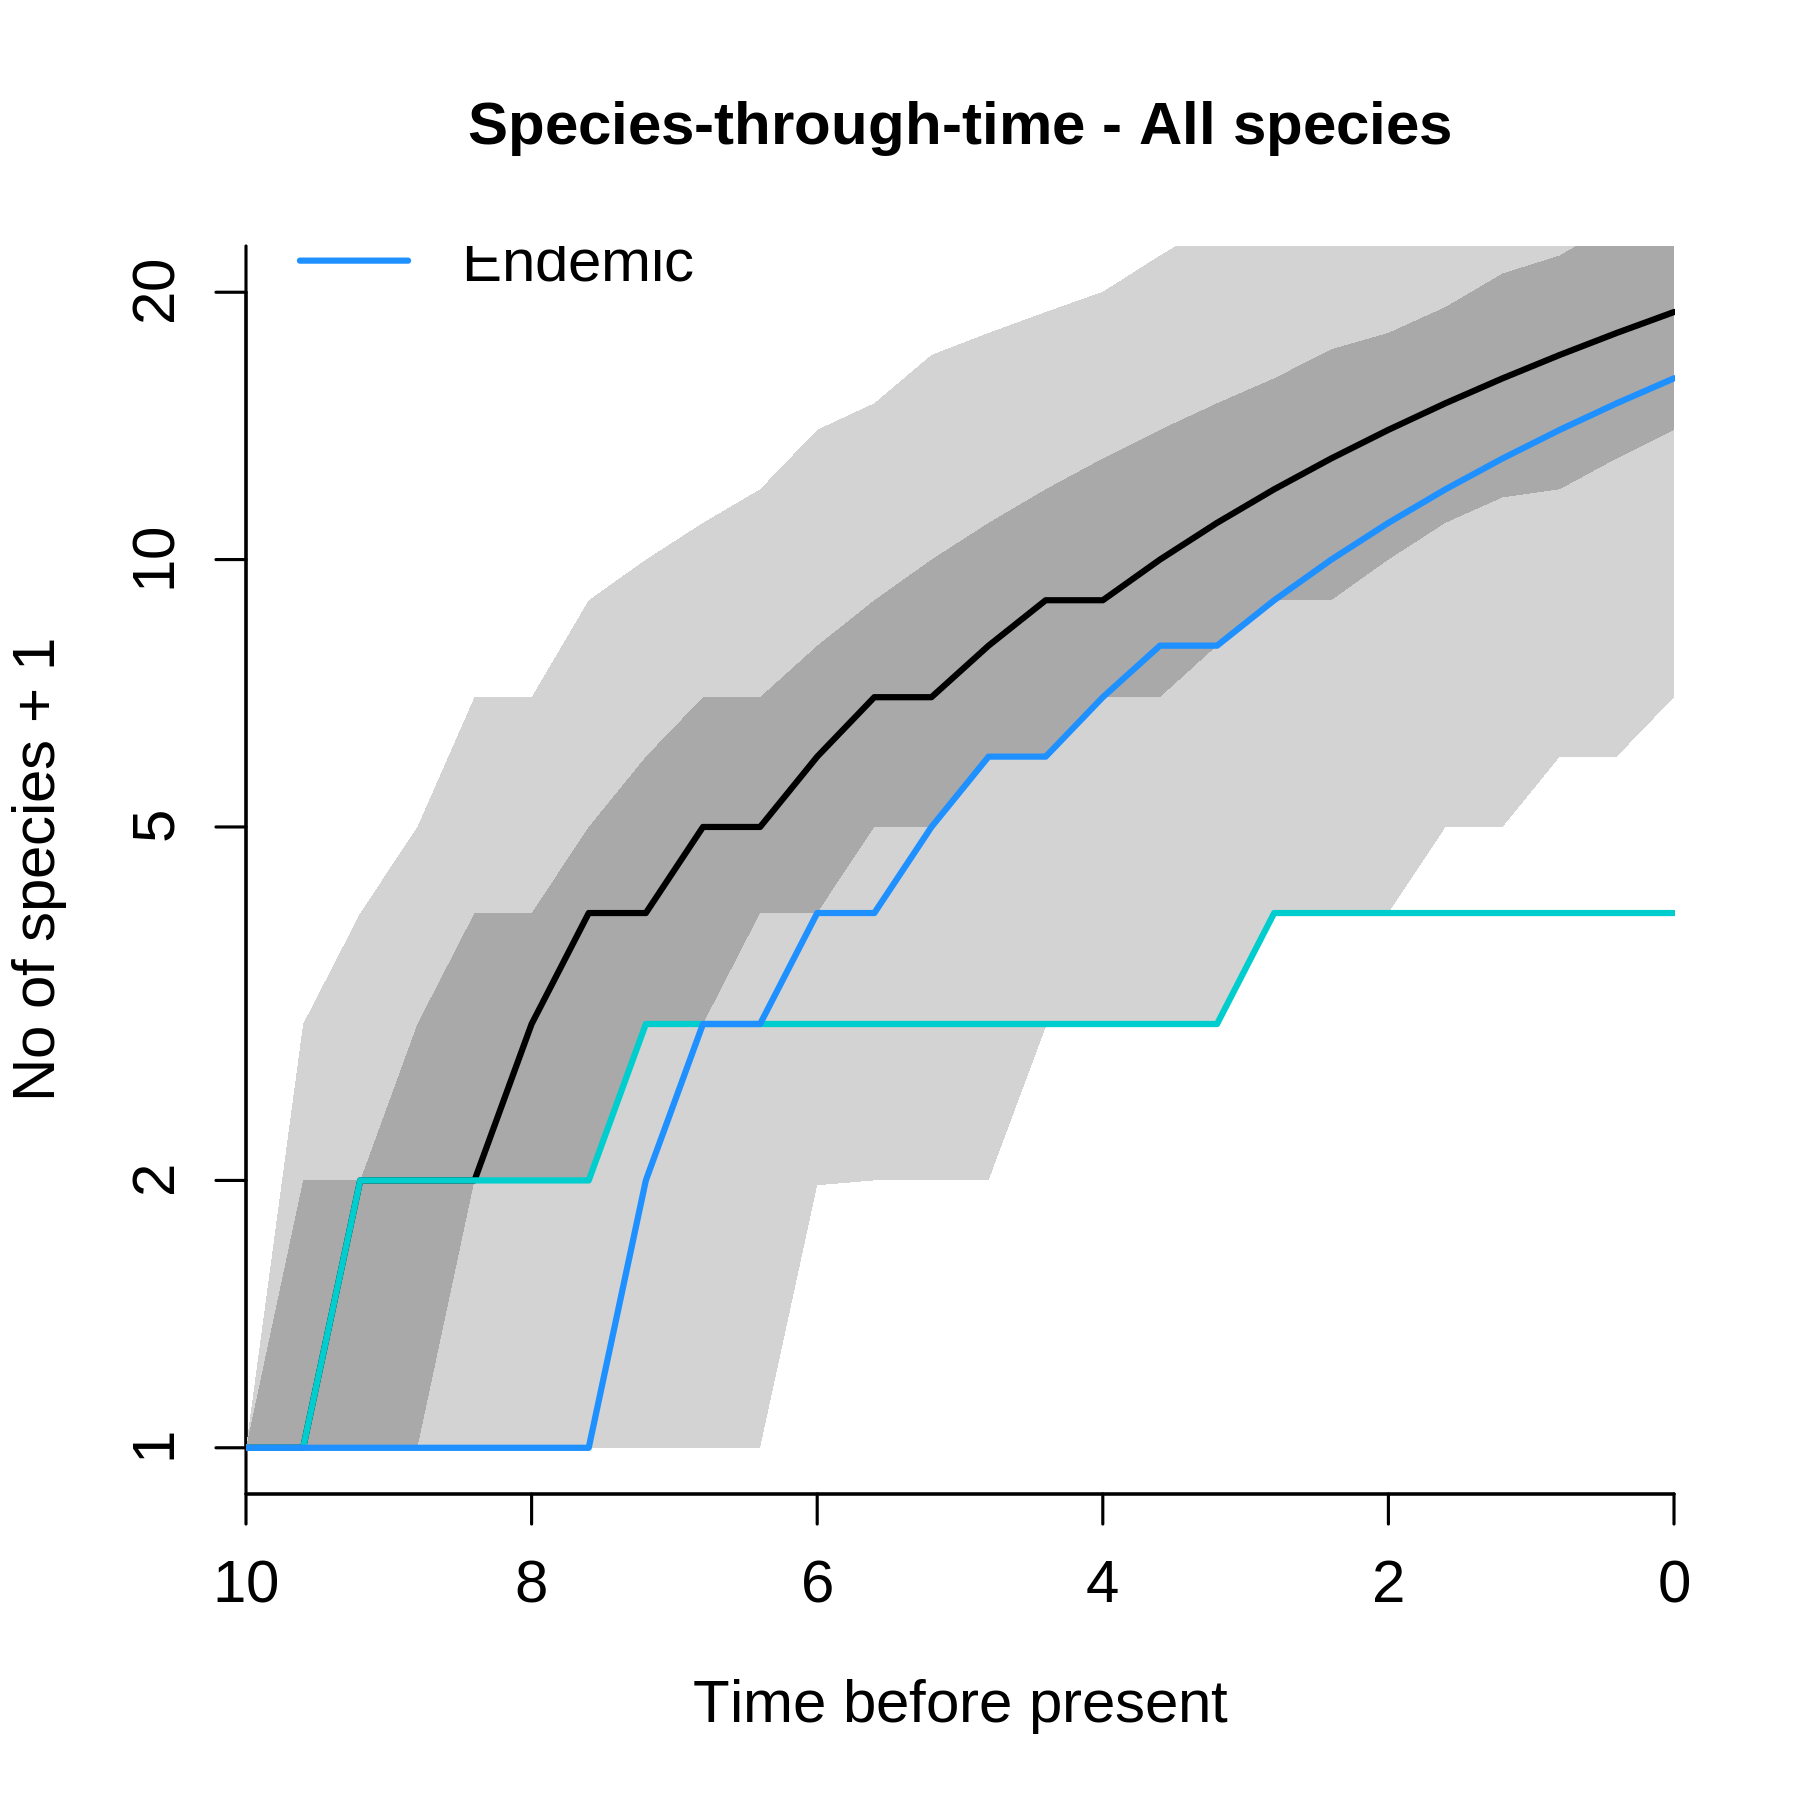 Species-through-time - All species
Endemic
No of species + 1
20
10
5
2
1
10 8 6 4 2 0
Time before present